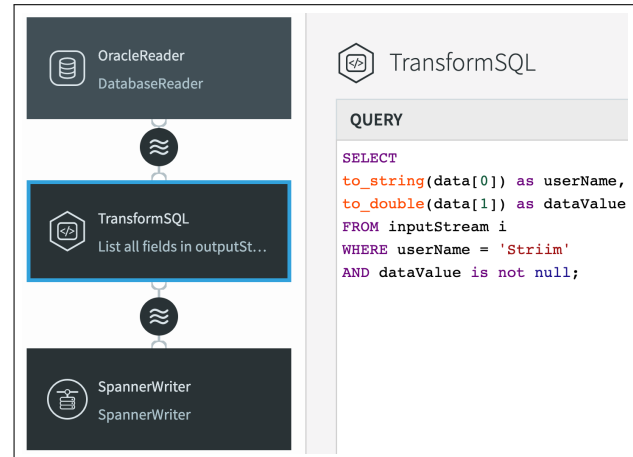 OracleReader
DatabaseReader
TransformSQL
List all fields in outputSt...
SpannerWriter
SpannerWriter
</> TransformSQL
QUERY
SELECT
to_string(data[0]) as userName,
to_double(data[1]) as dataValue
FROM inputStream i
WHERE userName = 'Striim'
AND dataValue is not null;